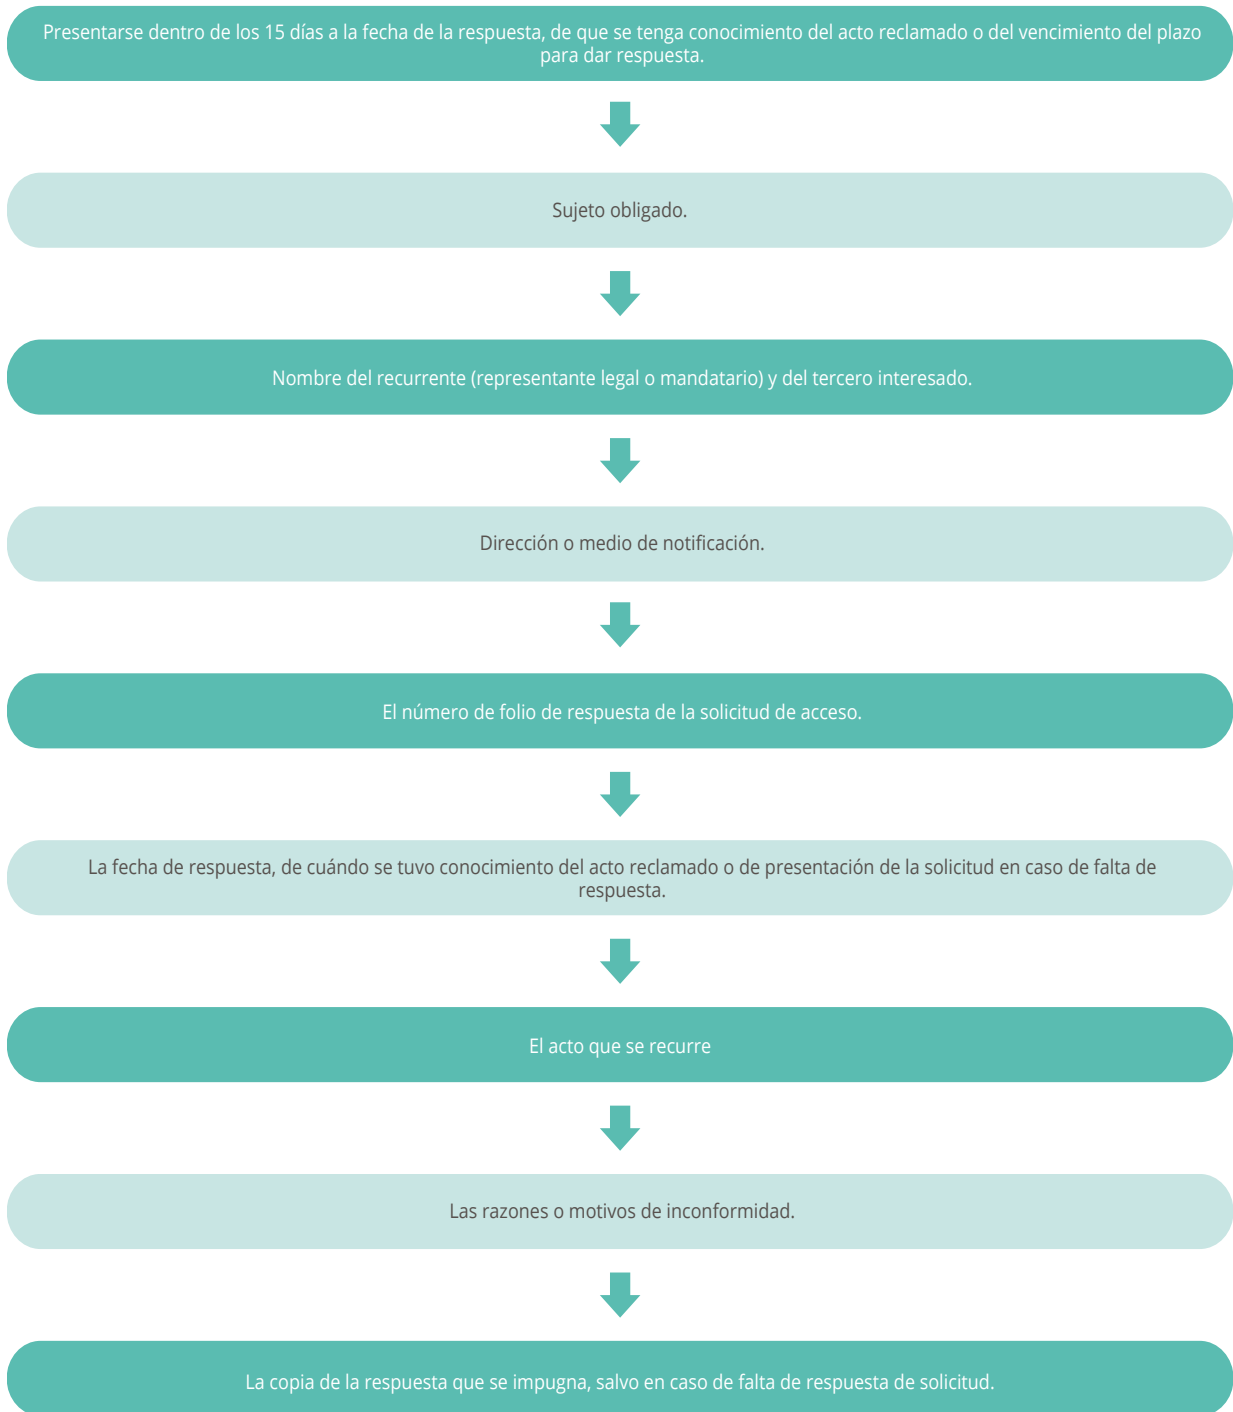 Presentarse dentro de los 15 días a la fecha de la respuesta, de que se tenga conocimiento del acto reclamado o del vencimiento del plazo
para dar respuesta.
Sujeto obligado.
Nombre del recurrente (representante legal o mandatario) y del tercero interesado.
Dirección o medio de notificación.
El número de folio de respuesta de la solicitud de acceso.
La fecha de respuesta, de cuándo se tuvo conocimiento del acto reclamado o de presentación de la solicitud en caso de falta de
respuesta.
El acto que se recurre
Las razones o motivos de inconformidad.
La copia de la respuesta que se impugna, salvo en caso de falta de respuesta de solicitud.